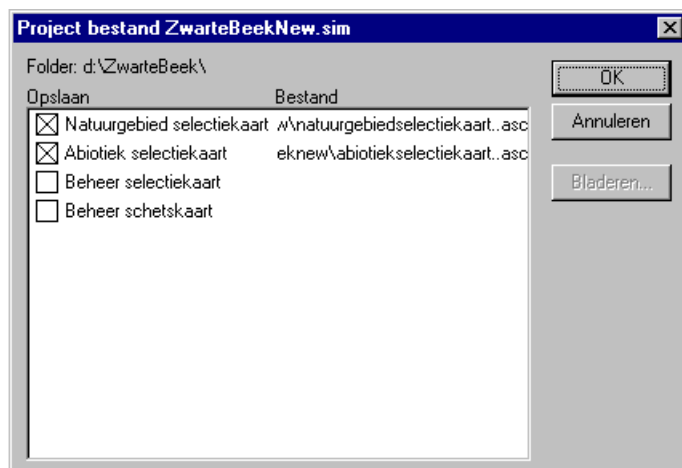 Project bestand ZwarteBeekNew.sim
Folder: d:\ZwarteBeek\
OK
Opslaan Bestand
Natuurgebied selectiekaart w\natuurgebiedselectiekaart..asc
Annuleren
Abiotiek selectiekaart eknew\abiotiekselectiekaart..asc
Beheer selectiekaart
Bladeren...
Beheer schetskaart